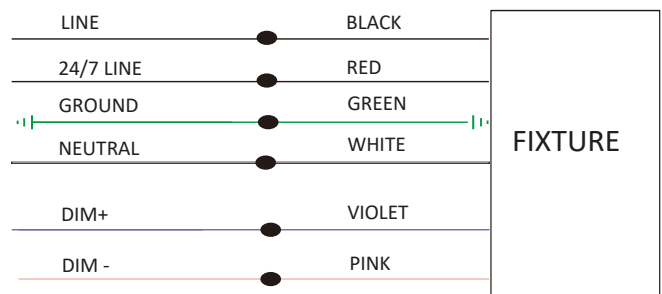 LINE BLACK
24/7 LINE RED
GROUND GREEN
NEUTRAL WHITE
FIXTURE
DIM+ VIOLET
DIM - PINK